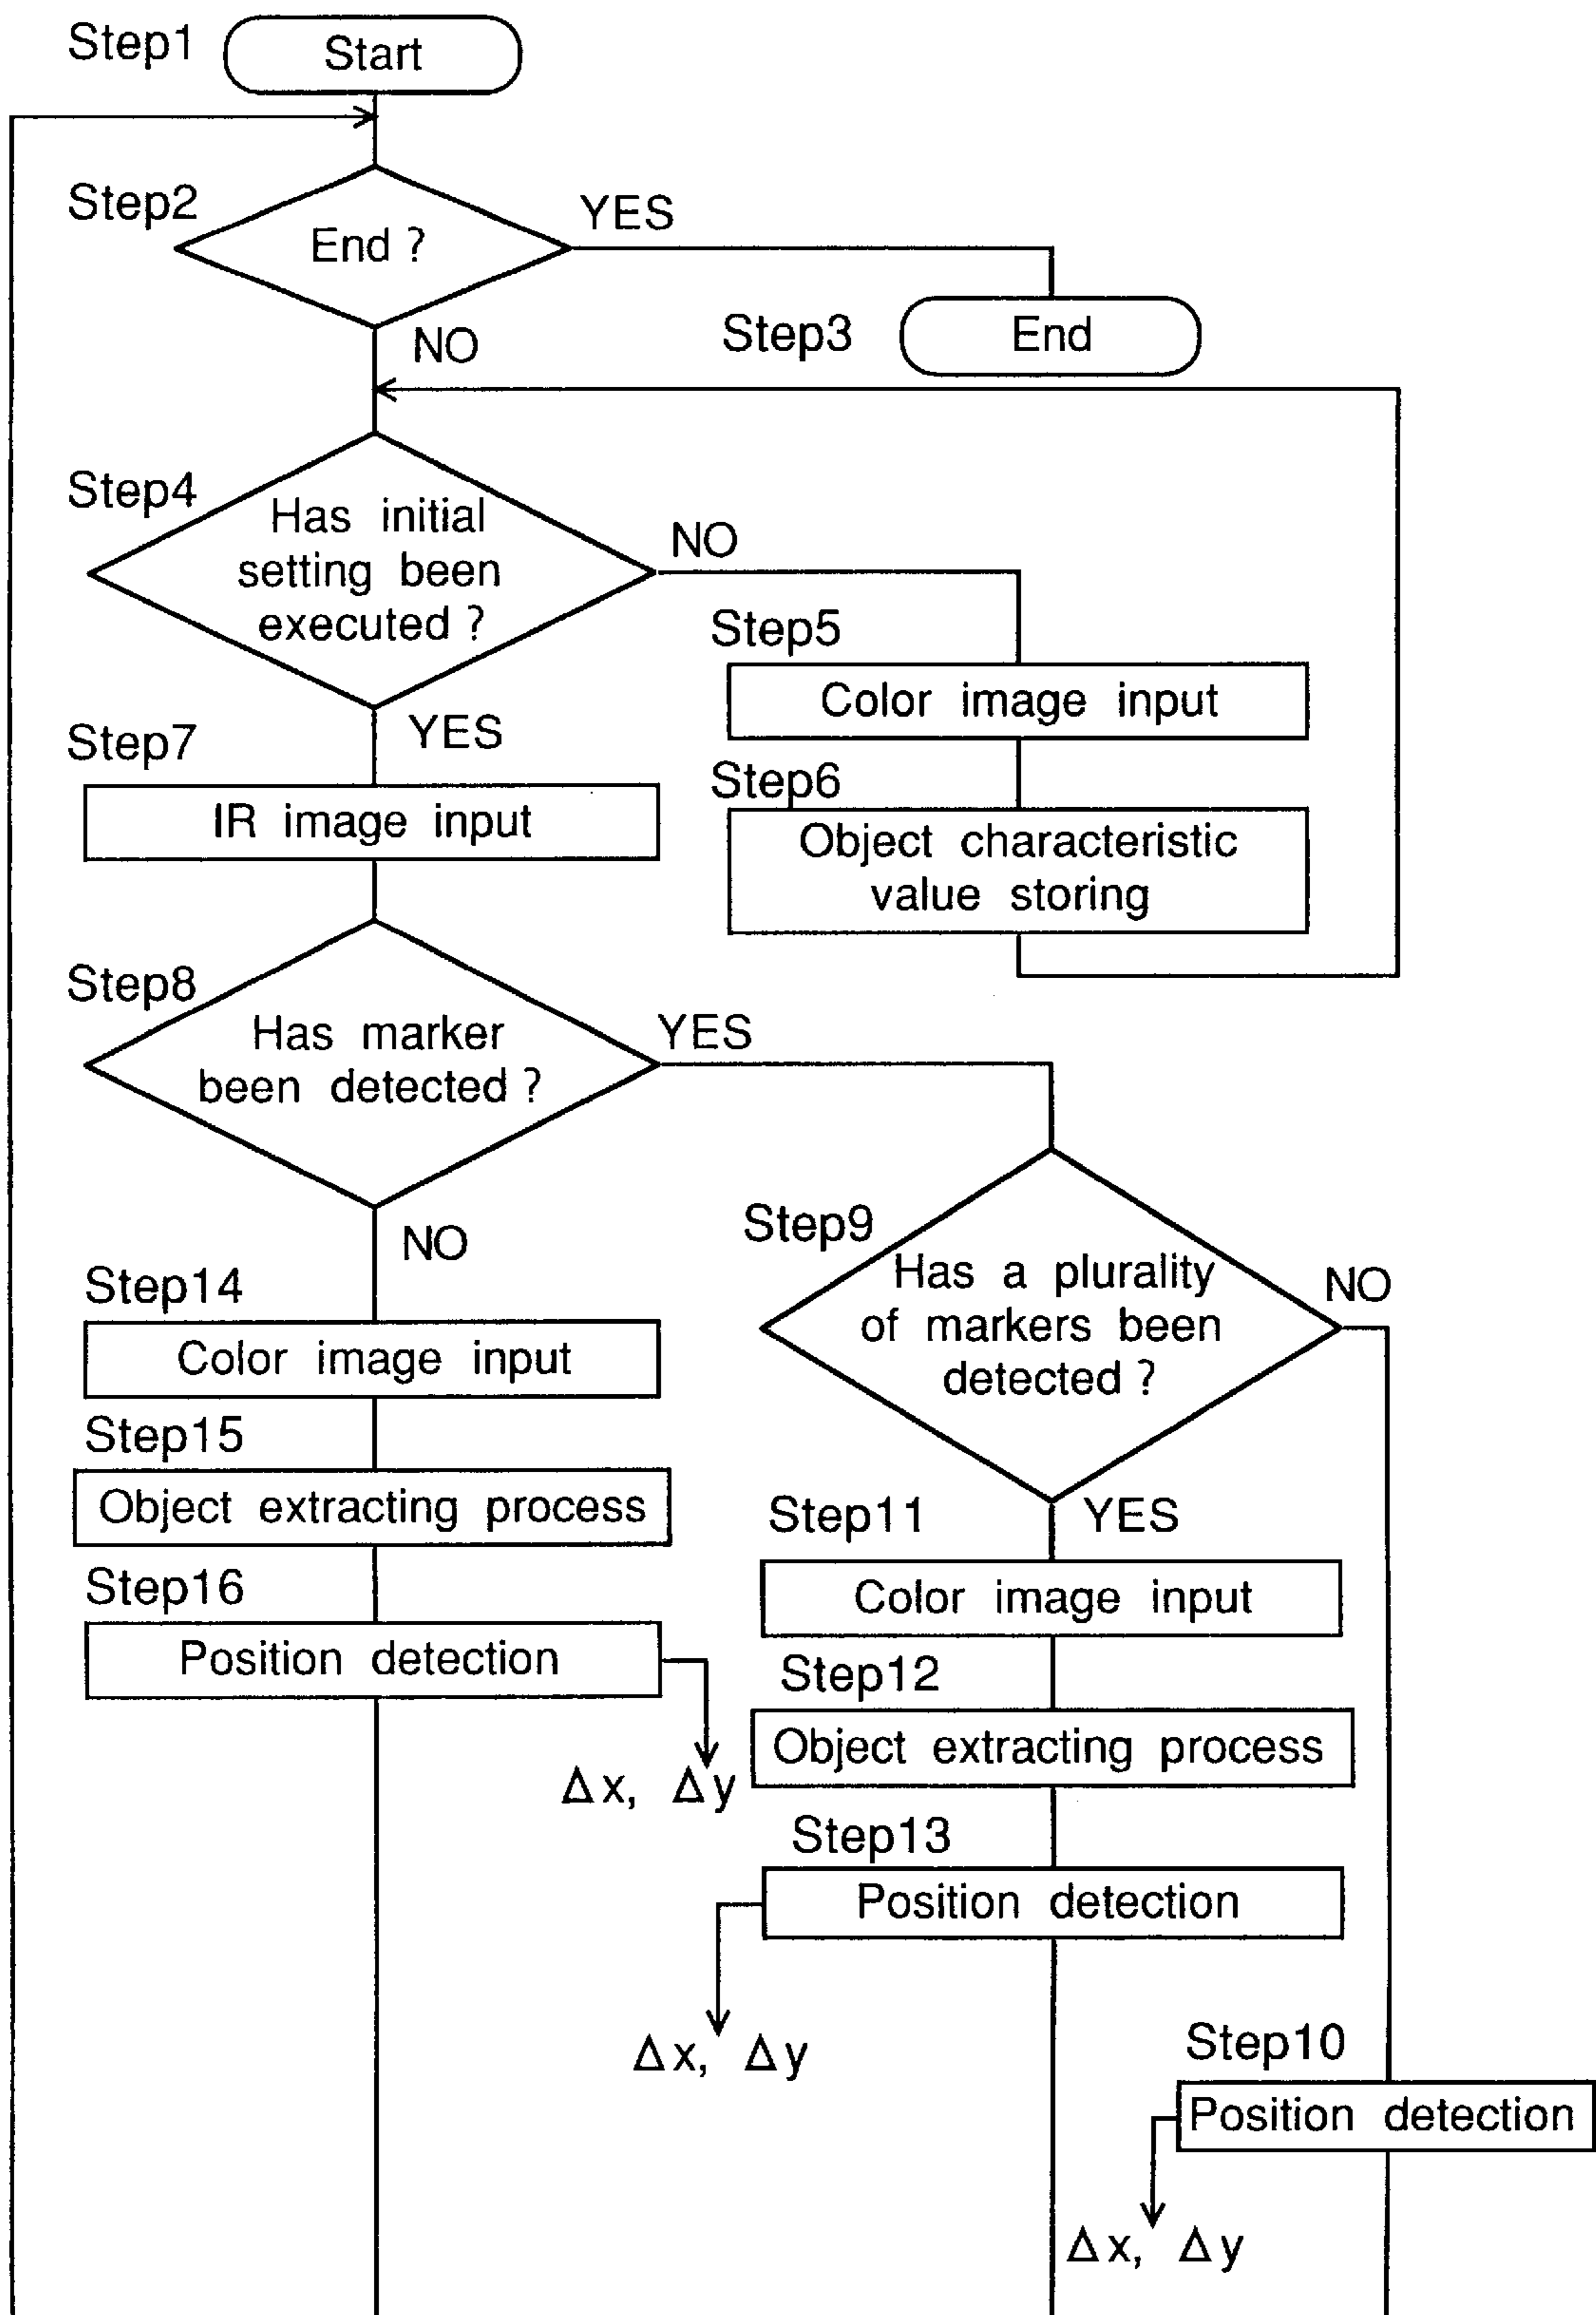 Step1
Start
Step2
End ?
YES
NO
Step3
End
Step4
Has initial
setting been
executed ?
NO
YES
Step5
Color image input
Step6
Object characteristic
value storing
Step7
IR image input
Step8
Has marker
been detected ?
YES
NO
Step9
Has a plurality
of markers been
detected ?
NO
YES
Step14
Color image input
Step15
Object extracting process
Step16
Position detection
Δx, Δy
Step11
Color image input
Step12
Object extracting process
Step13
Position detection
Δx, Δy
Step10
Position detection
Δx, Δy